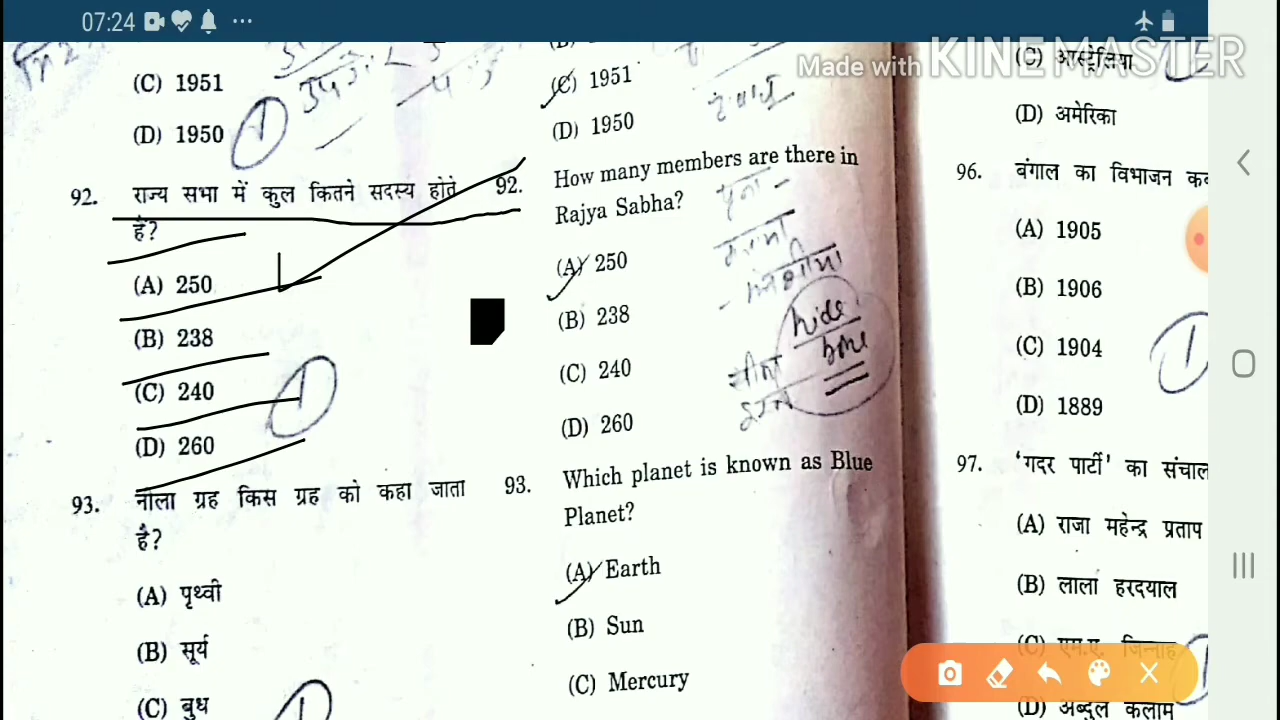 07:24
Made with KINEMASTER
(C) 1951
(D) 1950
92. राज्य सभा में कुल कितने सदस्य होते
हैं?
(A) 250
(B) 238
(C) 240
(D) 260
93. नीला ग्रह किस ग्रह को कहा जाता
है?
(A) पृथ्वी
(B) सूर्य
(C) बुध
(C) 1951
(D) 1950
92. How many members are there in
Rajya Sabha?
(A) 250
(B) 238
(C) 240
(D) 260
93. Which planet is known as Blue
Planet?
(A) Earth
(B) Sun
(C) Mercury
hide
bone
(C) आस्ट्रेलिया
(D) अमेरिका
96. बंगाल का विभाजन
(A) 1905
(B) 1906
(C) 1904
(D) 1889
97. 'गदर पार्टी' का
(A) राजा महेन्द्र प्रताप
(B) लाला हरदयाल
(C) एम.ए. जिन्नाह
(D) अब्दुल कलाम